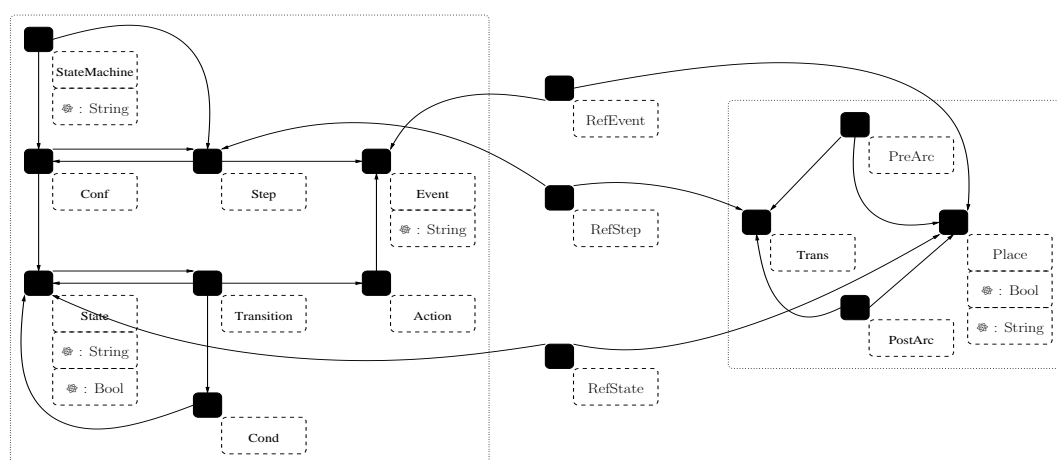 StateMachine
: String
RefEvent
PreArc
Conf
Step
Event
: String
RefStep
Trans
Place
: Bool
: String
State
: String
: Bool
Transition
Action
PostArc
RefState
Cond